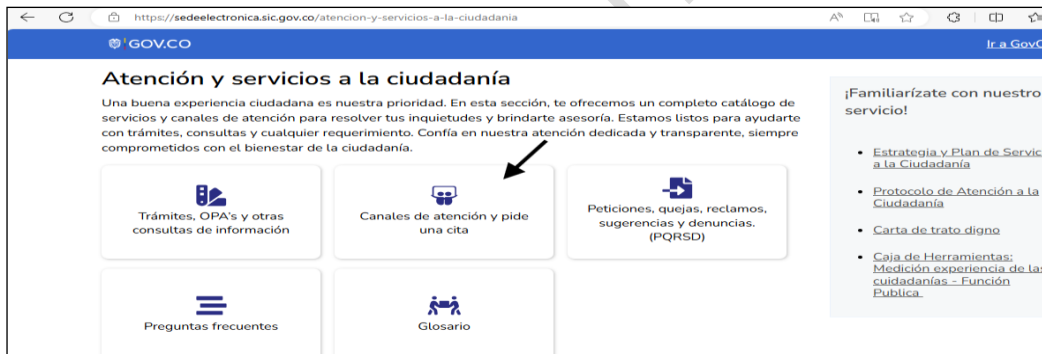 https://sedeelectronica.sic.gov.co/atencion-y-servicios-a-la-ciudadania
GOV.CO
Ir a GovC
Atención y servicios a la ciudadanía
Una buena experiencia ciudadana es nuestra prioridad. En esta sección, te ofrecemos un completo catálogo de
servicios y canales de atención para resolver tus inquietudes y brindarte asesoría. Estamos listos para ayudarte
con trámites, consultas y cualquier requerimiento. Confía en nuestra atención dedicada y transparente, siempre
comprometidos con el bienestar de la ciudadanía.
Trámites, OPA's y otras
consultas de información
Canales de atención y pide
una cita
Peticiones, quejas, reclamos,
sugerencias y denuncias.
(PQRSD)
Preguntas frecuentes
Glosario
¡Familiarízate con nuestro
servicio!
Estrategia y Plan de Servic
a la Ciudadanía
Protocolo de Atención a la
Ciudadanía
Carta de trato digno
Caja de Herramientas:
Medición experiencia de las
cuidadanías - Función
Publica